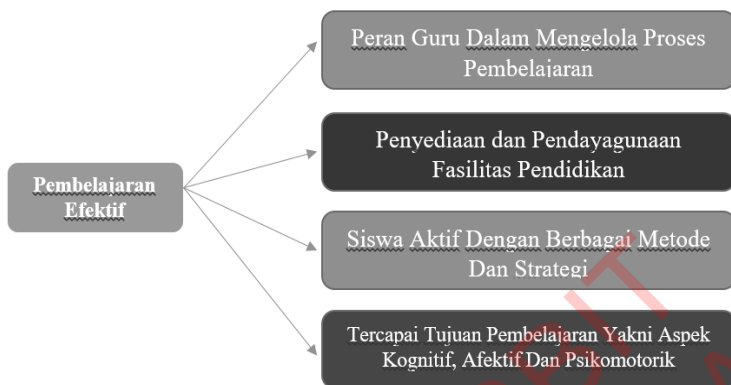 Peran Guru Dalam Mengelola Proses
Pembelajaran
Penyediaan dan Pendayagunaan
Fasilitas Pendidikan
Pembelajaran
Efektif
Siswa Aktif Dengan Berbagai Metode
Dan Strategi
Tercapai Tujuan Pembelajaran Yakni Aspek
Kognitif, Afektif Dan Psikomotorik